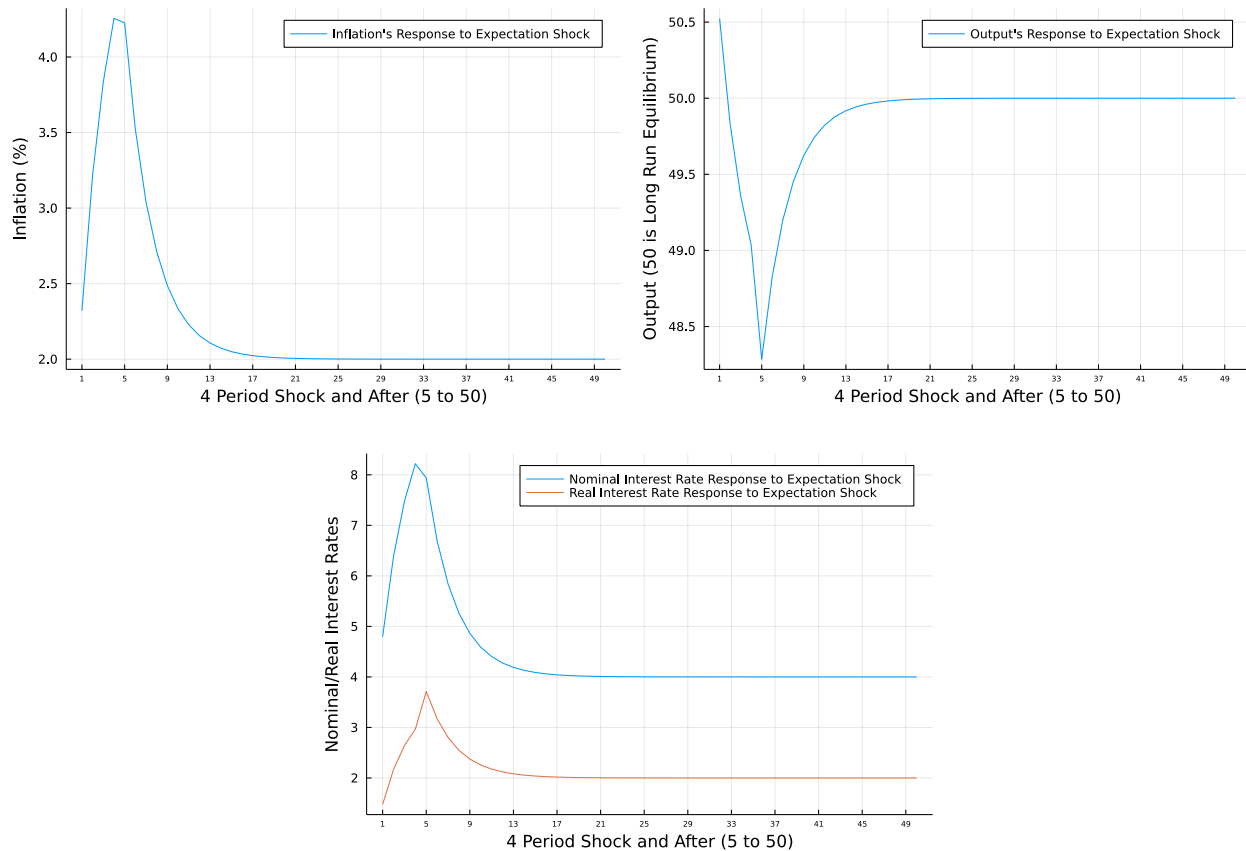 Inflation's Response to Expectation Shock
Inflation (%)
4.0
3.5
3.0
2.5
2.0
1 5 9 13 17 21 25 29 33 37 41 45 49
4 Period Shock and After (5 to 50)
Output's Response to Expectation Shock
Output (50 is Long Run Equilibrium)
50.5
50.0
49.5
49.0
48.5
1 5 9 13 17 21 25 29 33 37 41 45 49
4 Period Shock and After (5 to 50)
Nominal Interest Rate Response to Expectation Shock
Real Interest Rate Response to Expectation Shock
Nominal/Real Interest Rates
8
7
6
5
4
3
2
1 5 9 13 17 21 25 29 33 37 41 45 49
4 Period Shock and After (5 to 50)